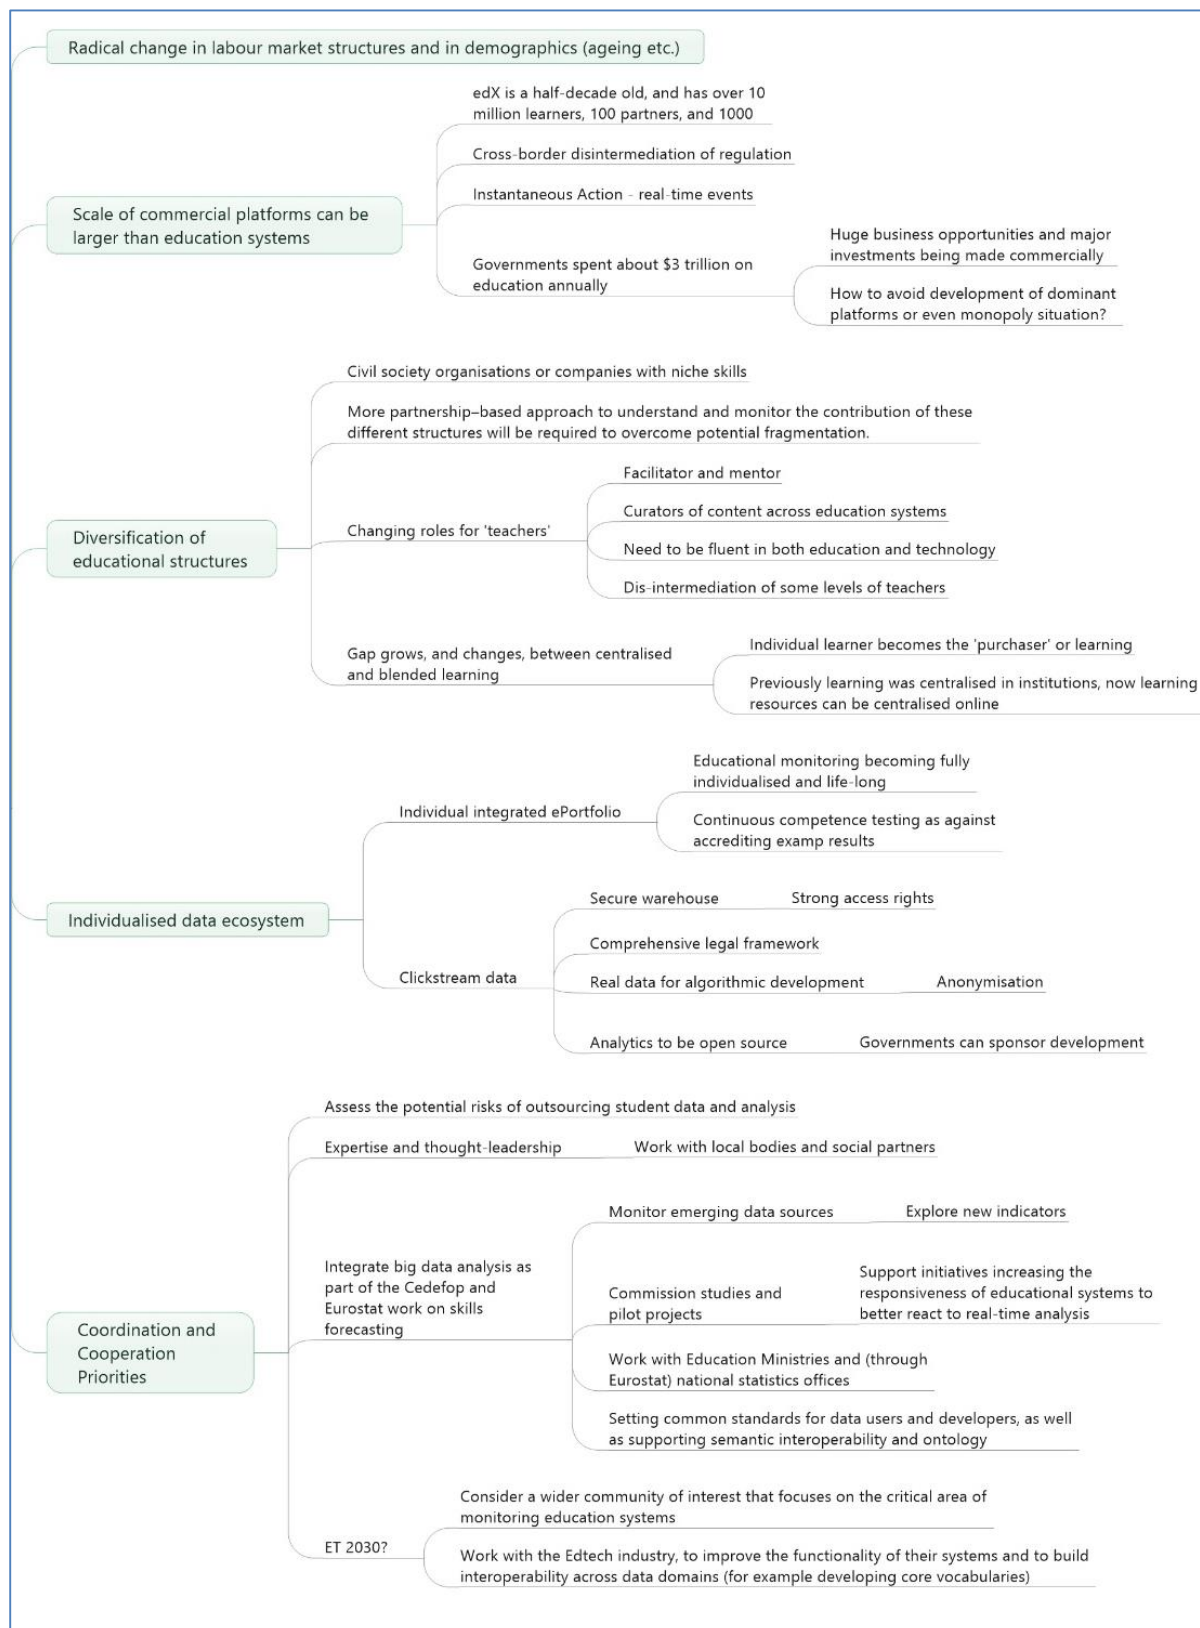 Radical change in labour market structures and in demographics (ageing etc.)
Scale of commercial platforms can be
larger than education systems
edX is a half-decade old, and has over 10
million learners, 100 partners, and 1000
Cross-border disintermediation of regulation
Instantaneous Action - real-time events
Governments spent about $3 trillion on
education annually
Huge business opportunities and major
investments being made commercially
How to avoid development of dominant
platforms or even monopoly situation?
Diversification of
educational structures
Civil society organisations or companies with niche skills
More partnership–based approach to understand and monitor the contribution of these
different structures will be required to overcome potential fragmentation.
Changing roles for 'teachers'
Facilitator and mentor
Curators of content across education systems
Need to be fluent in both education and technology
Dis-intermediation of some levels of teachers
Gap grows, and changes, between centralised
and blended learning
Individual learner becomes the 'purchaser' or learning
Previously learning was centralised in institutions, now learning
resources can be centralised online
Individualised data ecosystem
Individual integrated ePortfolio
Educational monitoring becoming fully
individualised and life-long
Continuous competence testing as against
accrediting examp results
Clickstream data
Secure warehouse
Strong access rights
Comprehensive legal framework
Real data for algorithmic development
Anonymisation
Analytics to be open source
Governments can sponsor development
Coordination and
Cooperation
Priorities
Assess the potential risks of outsourcing student data and analysis
Expertise and thought-leadership
Work with local bodies and social partners
Integrate big data analysis as
part of the Cedefop and
Eurostat work on skills
forecasting
Monitor emerging data sources
Explore new indicators
Commission studies and
pilot projects
Support initiatives increasing the
responsiveness of educational systems to
better react to real-time analysis
Work with Education Ministries and (through
Eurostat) national statistics offices
Setting common standards for data users and developers, as well
as supporting semantic interoperability and ontology
ET 2030?
Consider a wider community of interest that focuses on the critical area of
monitoring education systems
Work with the Edtech industry, to improve the functionality of their systems and to build
interoperability across data domains (for example developing core vocabularies)